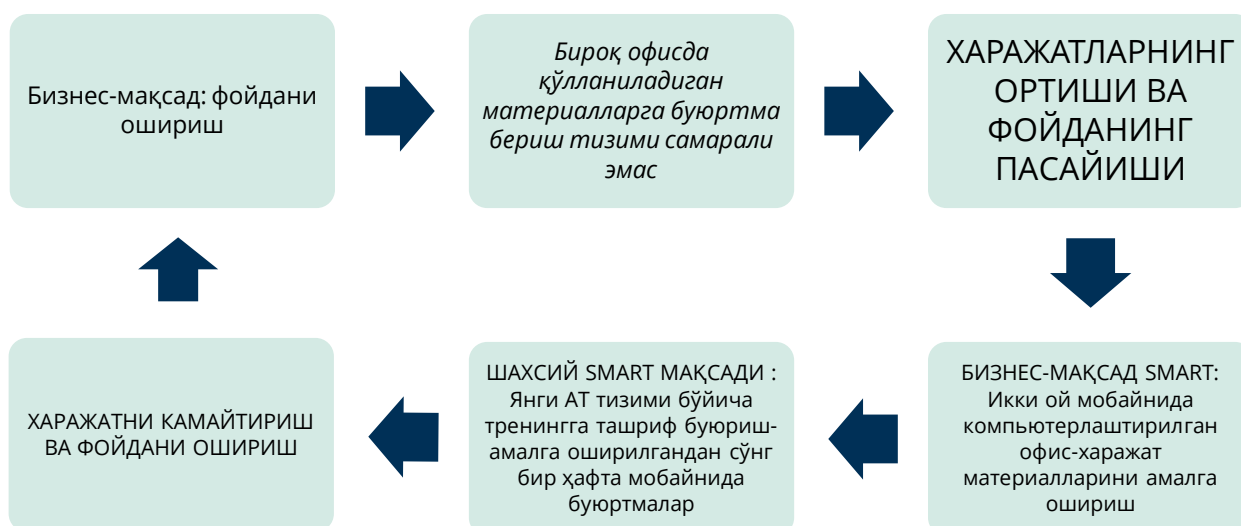 Бизнес-мақсад: фойдани
ошириш
Бироқ офисда
қўлланиладиган
материалларга буюртма
бериш тизими самарали
эмас
ХАРАЖАТЛАРНИНГ
ОРТИШИ ВА
ФОЙДАНИНГ
ПАСАЙИШИ
ХАРАЖАТНИ КАМАЙТИРИШ
ВА ФОЙДАНИ ОШИРИШ
ШАХСИЙ SMART МАҚСАДИ :
Янги АТ тизими бўйича
тренингга ташриф буюриш-
амалга оширилгандан сўнг
бир ҳафта мобайнида
буюртмалар
БИЗНЕС-МАҚСАД SMART:
Икки ой мобайнида
компьютерлаштирилган
офис-харажат
материалларини амалга
ошириш